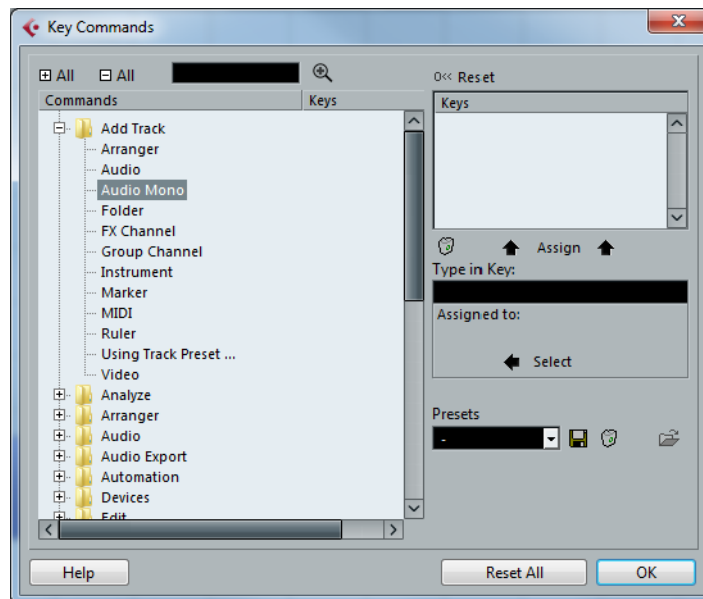 Key Commands
All All
Commands Keys
Add Track
Arranger
Audio
Audio Mono
Folder
FX Channel
Group Channel
Instrument
Marker
MIDI
Ruler
Using Track Preset ...
Video
Analyze
Arranger
Audio
Audio Export
Automation
Devices
Edit
0<< Reset
Keys
Assign
Type in Key:
Assigned to:
Select
Presets
-
Help Reset All OK